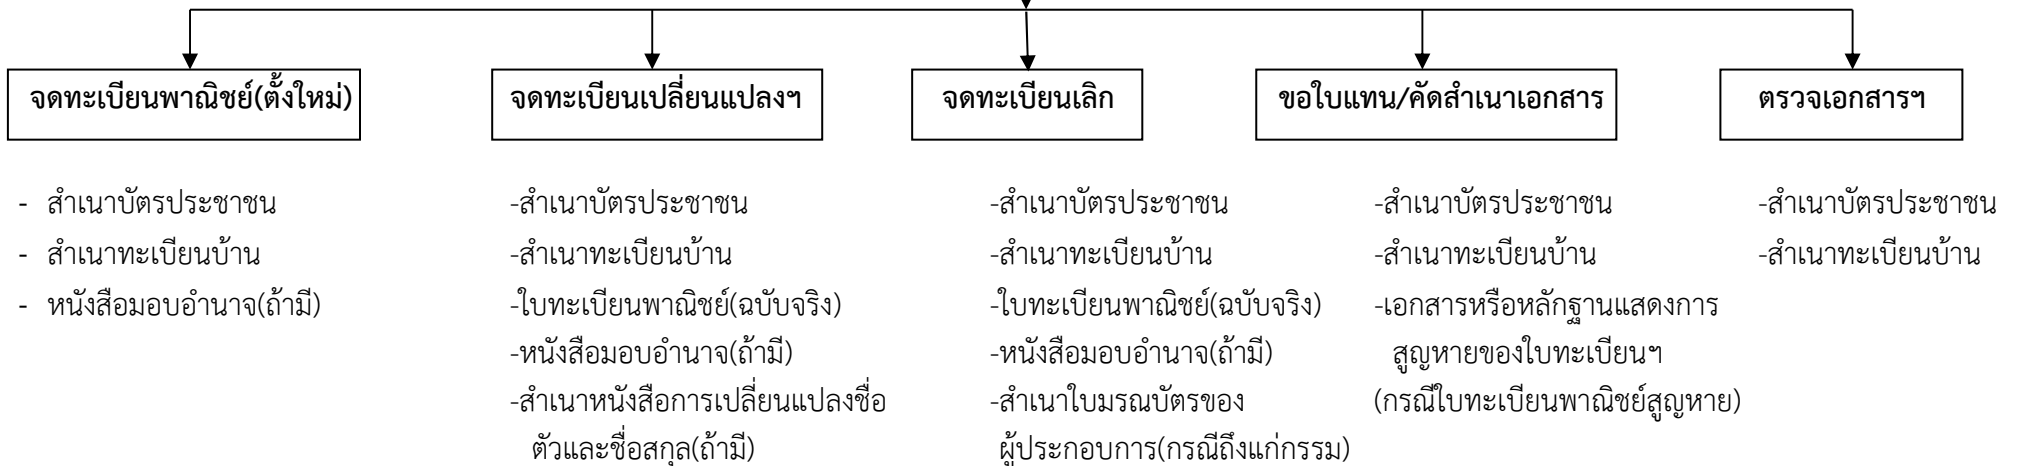 จดทะเบียนพาณิชย์(ตั้งใหม่)
- สำเนาบัตรประชาชน
- สำเนาทะเบียนบ้าน
- หนังสือมอบอำนาจ(ถ้ามี)
จดทะเบียนเปลี่ยนแปลงฯ
-สำเนาบัตรประชาชน
-สำเนาทะเบียนบ้าน
-ใบทะเบียนพาณิชย์(ฉบับจริง)
-หนังสือมอบอำนาจ(ถ้ามี)
-สำเนาหนังสือการเปลี่ยนแปลงชื่อ
ตัวและชื่อสกุล(ถ้ามี)
จดทะเบียนเลิก
-สำเนาบัตรประชาชน
-สำเนาทะเบียนบ้าน
-ใบทะเบียนพาณิชย์(ฉบับจริง)
-หนังสือมอบอำนาจ(ถ้ามี)
-สำเนาใบมรณบัตรของ
ผู้ประกอบการ(กรณีถึงแก่กรรม)
ขอใบแทน/คัดสำเนาเอกสาร
-สำเนาบัตรประชาชน
-สำเนาทะเบียนบ้าน
-เอกสารหรือหลักฐานแสดงการ
สูญหายของใบทะเบียนฯ
(กรณีใบทะเบียนพาณิชย์สูญหาย)
ตรวจเอกสารฯ
-สำเนาบัตรประชาชน
-สำเนาทะเบียนบ้าน